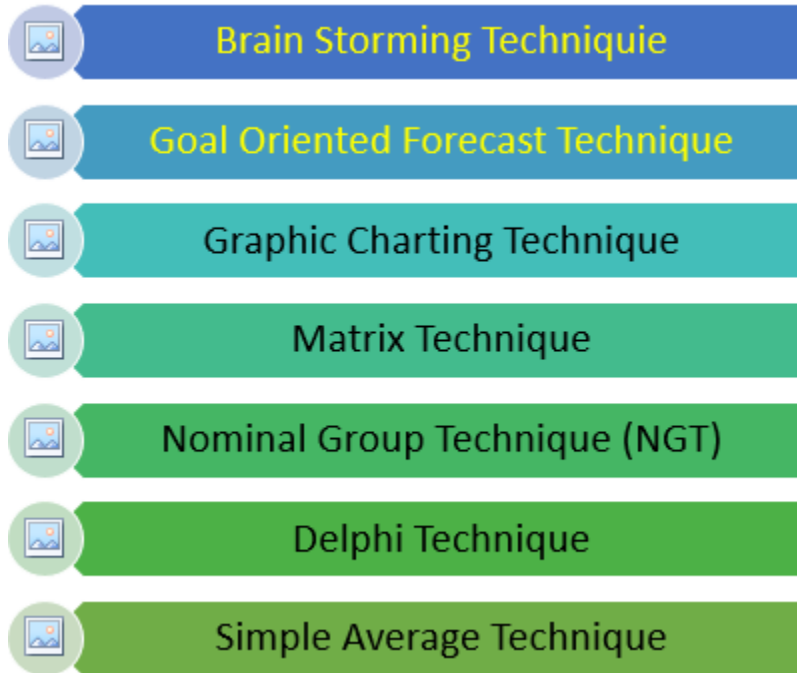 Brain Storming Techniquie
Goal Oriented Forecast Technique
Graphic Charting Technique
Matrix Technique
Nominal Group Technique (NGT)
Delphi Technique
Simple Average Technique